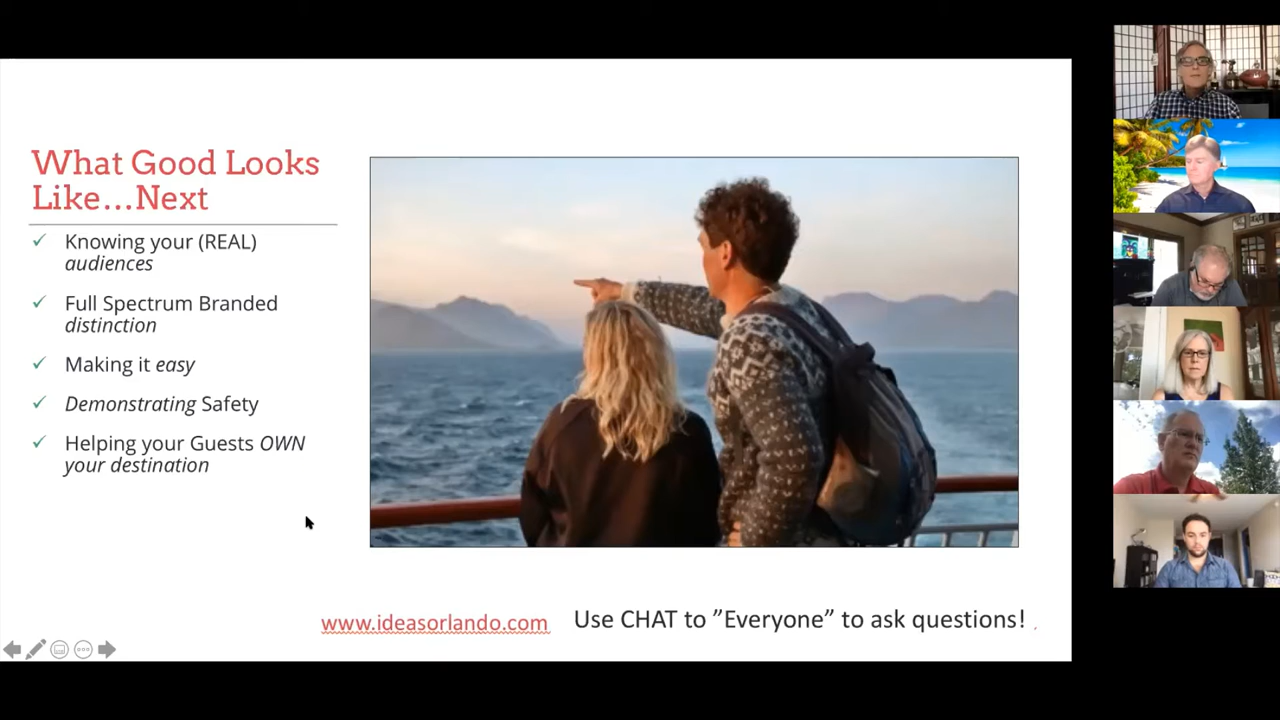 What Good Looks
Like...Next
Knowing your (REAL)
audiences
Full Spectrum Branded
distinction
Making it easy
Demonstrating Safety
Helping your Guests OWN
your destination
www.ideasorlando.com
Use CHAT to ”Everyone” to ask questions!